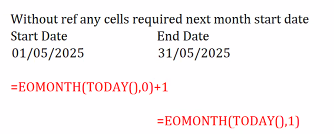 Without ref any cells required next month start date
Start Date End Date
01/05/2025 31/05/2025
=EOMONTH(TODAY(),0)+1
=EOMONTH(TODAY(),1)